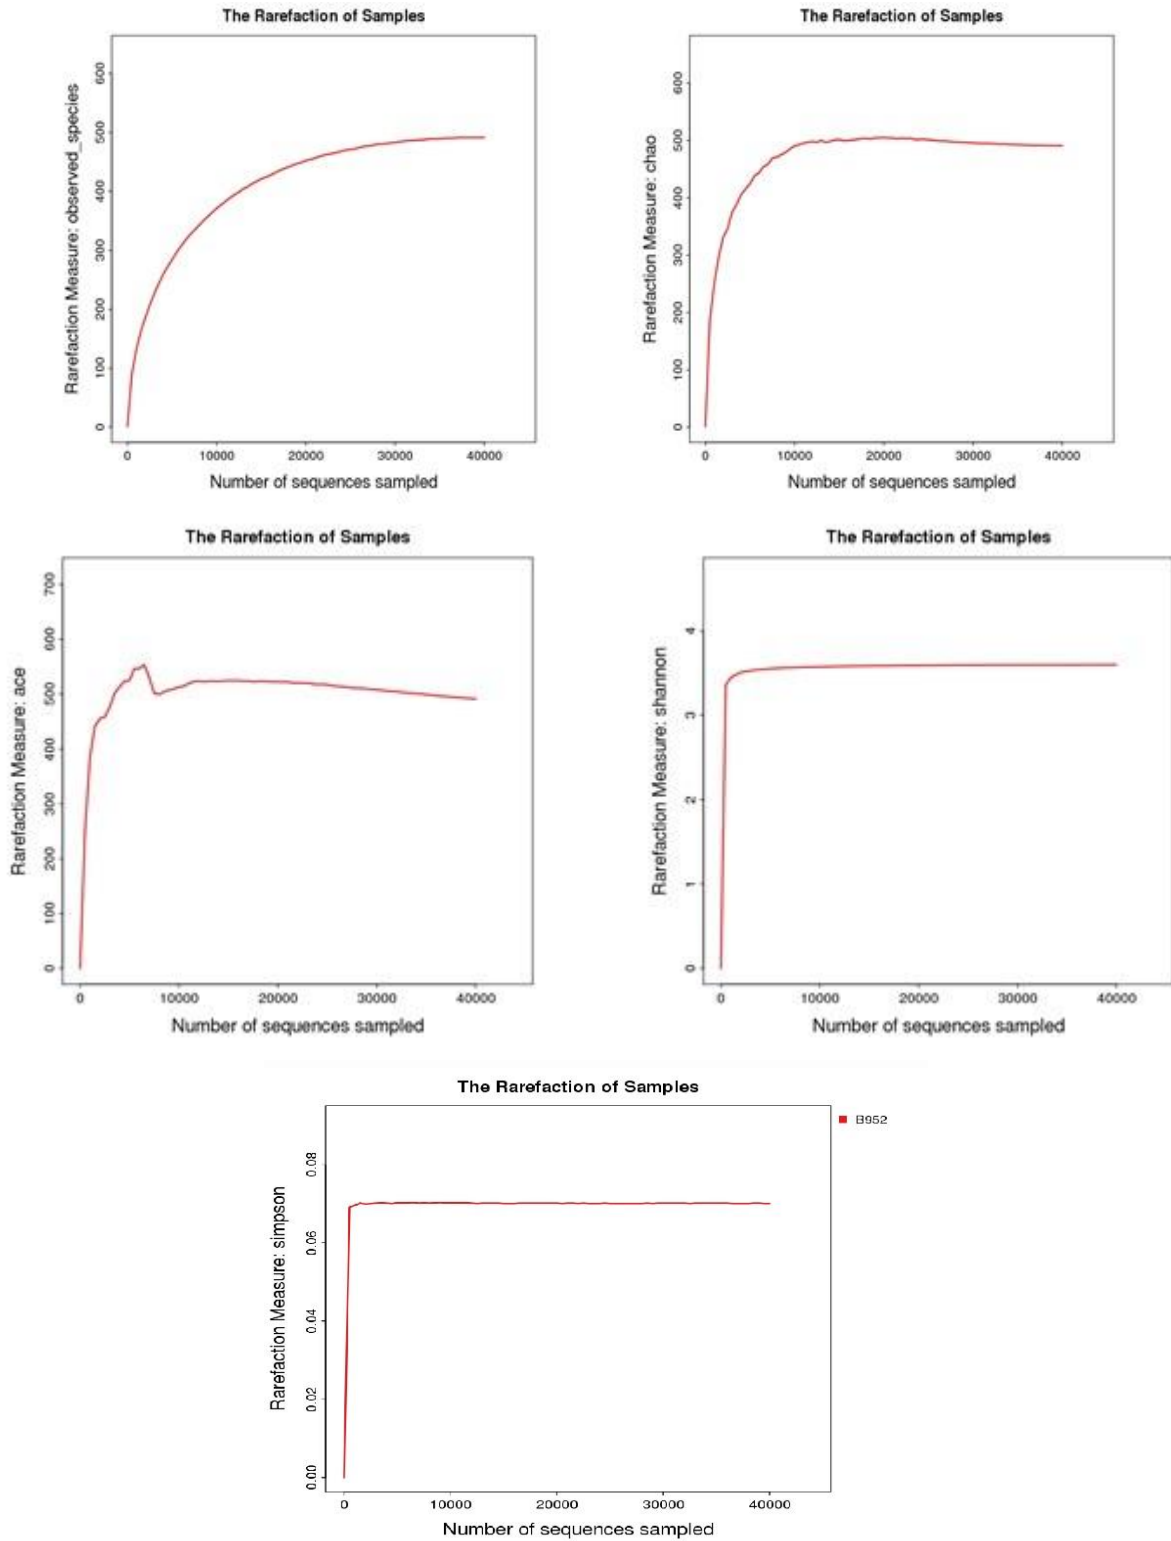 The Rarefaction of Samples
Rarefaction Measure: observed_species
600
500
400
300
200
100
0
0 10000 20000 30000 40000
Number of sequences sampled
The Rarefaction of Samples
Rarefaction Measure: chao
600
500
400
300
200
100
0
0 10000 20000 30000 40000
Number of sequences sampled
The Rarefaction of Samples
Rarefaction Measure: ace
700
600
500
400
300
200
100
0
0 10000 20000 30000 40000
Number of sequences sampled
The Rarefaction of Samples
Rarefaction Measure: shannon
4
3
2
1
0
0 10000 20000 30000 40000
Number of sequences sampled
The Rarefaction of Samples
B952
Rarefaction Measure: simpson
0.08
0.06
0.04
0.02
0.00
0 10000 20000 30000 40000
Number of sequences sampled